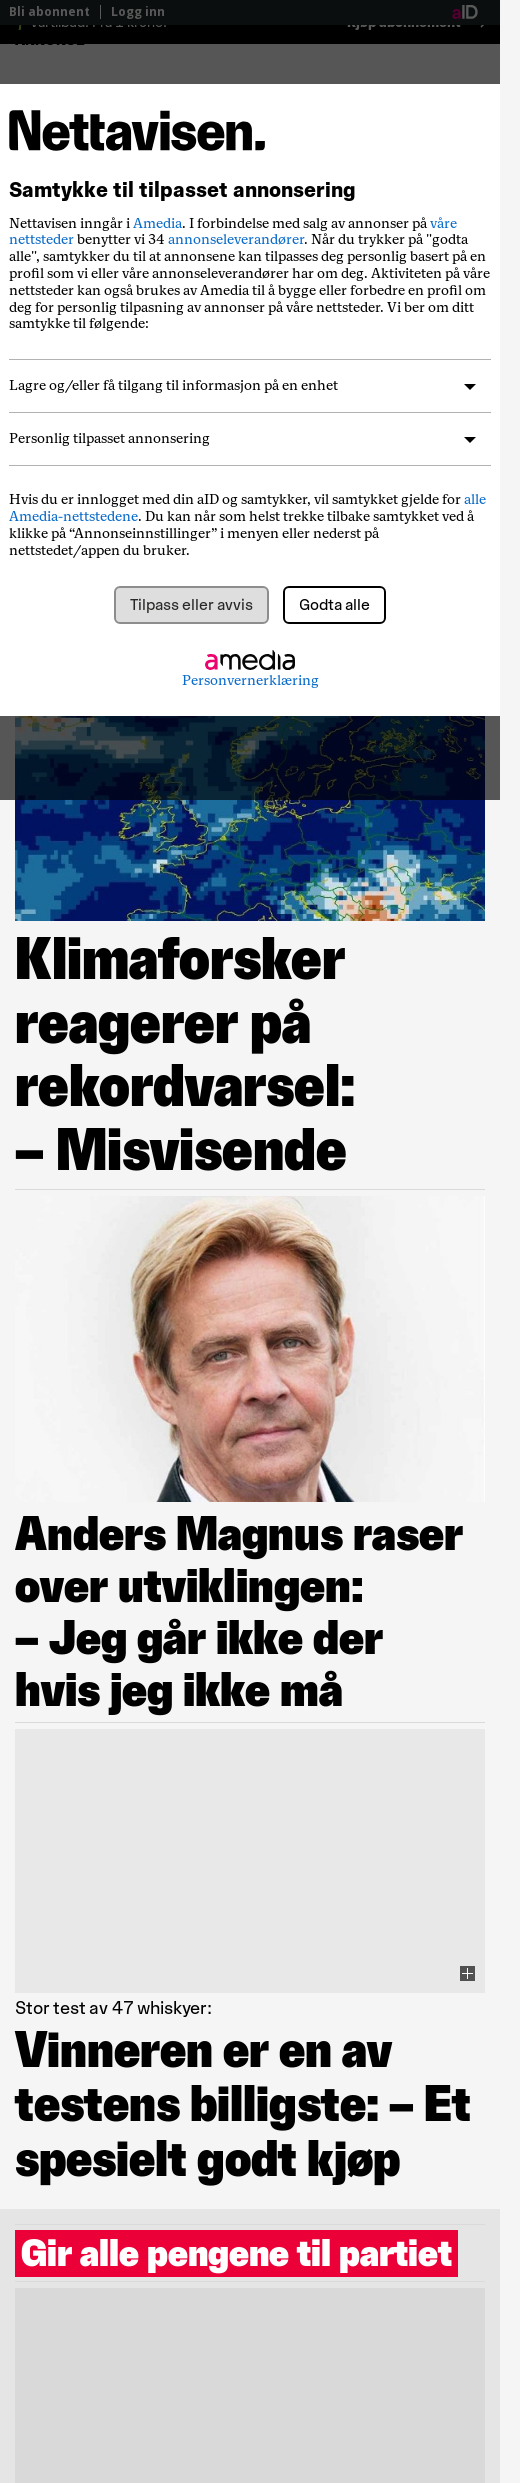 Bli abonnent | Logg inn
aID
Nettavisen.
Samtykke til tilpasset annonsering
Nettavisen inngår i Amedia. I forbindelse med salg av annonser på våre
nettsteder benytter vi 34 annonseleverandører. Når du trykker på "godta
alle", samtykker du til at annonsene kan tilpasses deg personlig basert på en
profil som vi eller våre annonseleverandører har om deg. Aktiviteten på våre
nettsteder kan også brukes av Amedia til å bygge eller forbedre en profil om
deg for personlig tilpasning av annonser på våre nettsteder. Vi ber om ditt
samtykke til følgende:
Lagre og/eller få tilgang til informasjon på en enhet
Personlig tilpasset annonsering
Hvis du er innlogget med din aID og samtykker, vil samtykket gjelde for alle
Amedia-nettstedene. Du kan når som helst trekke tilbake samtykket ved å
klikke på “Annonseinnstillinger” i menyen eller nederst på
nettstedet/appen du bruker.
Tilpass eller avvis
Godta alle
amedia
Personvernerklæring
Klimaforsker
reagerer på
rekordvarsel:
– Misvisende
Anders Magnus raser
over utviklingen:
– Jeg går ikke der
hvis jeg ikke må
Stor test av 47 whiskyer:
Vinneren er en av
testens billigste: – Et
spesielt godt kjøp
Gir alle pengene til partiet